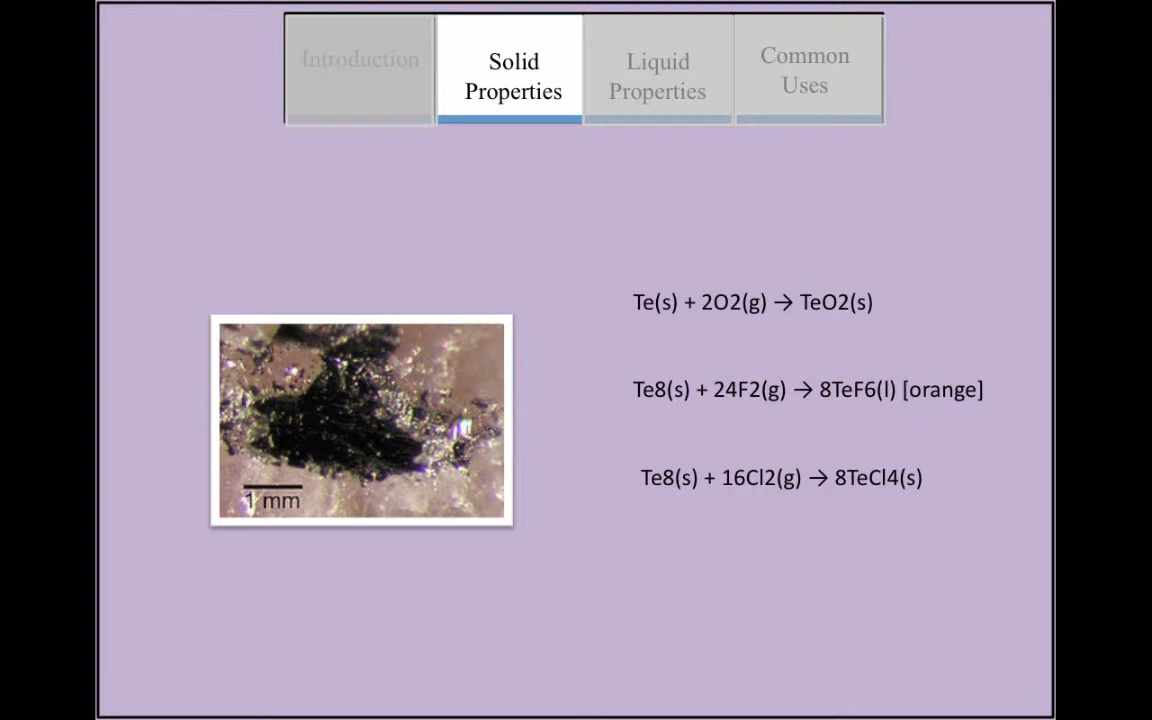 Introduction
Solid
Properties
Liquid
Properties
Common
Uses
Te(s) + 2O2(g) → TeO2(s)
Te8(s) + 24F2(g) → 8TeF6(l) [orange]
Te8(s) + 16Cl2(g) → 8TeCl4(s)
1 mm